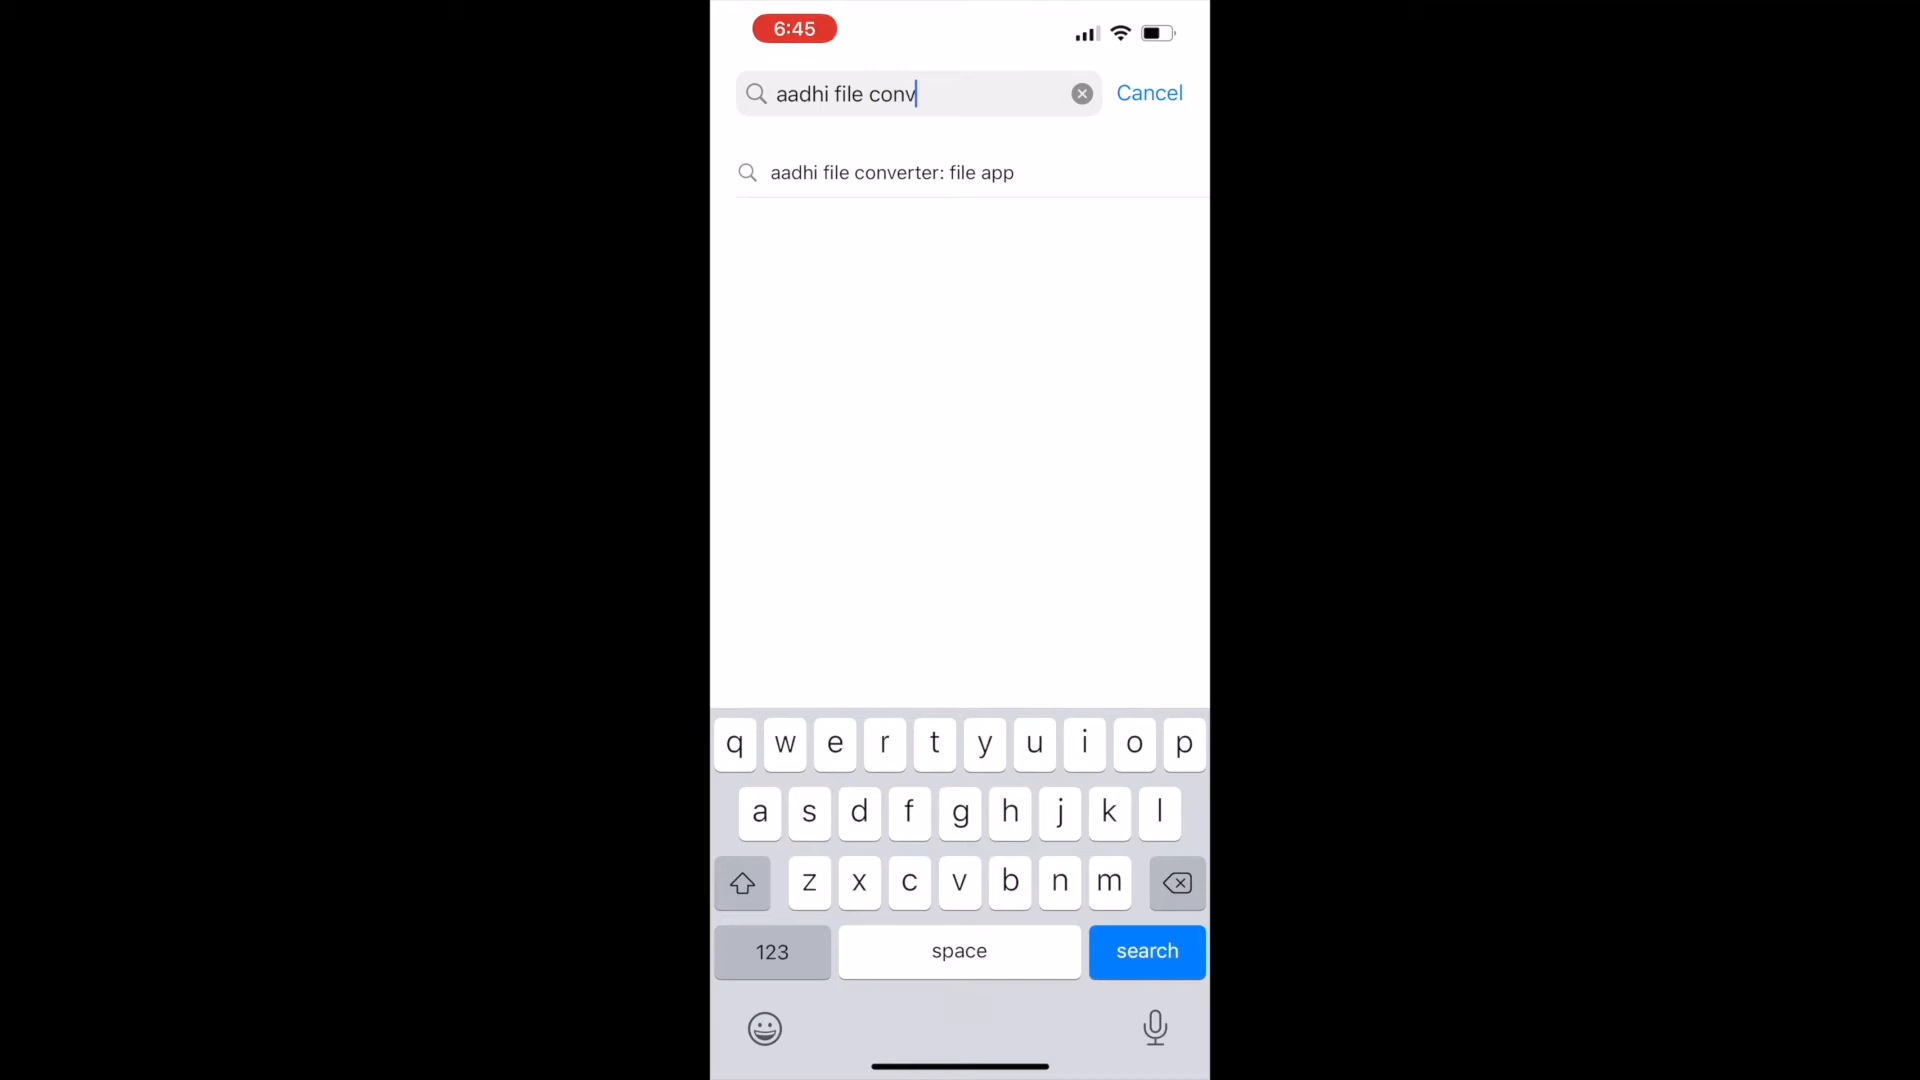 6:45
aadhi file conv
Cancel
aadhi file converter: file app
q w e r t y u i o p
a s d f g h j k l
z x c v b n m
123
space
search